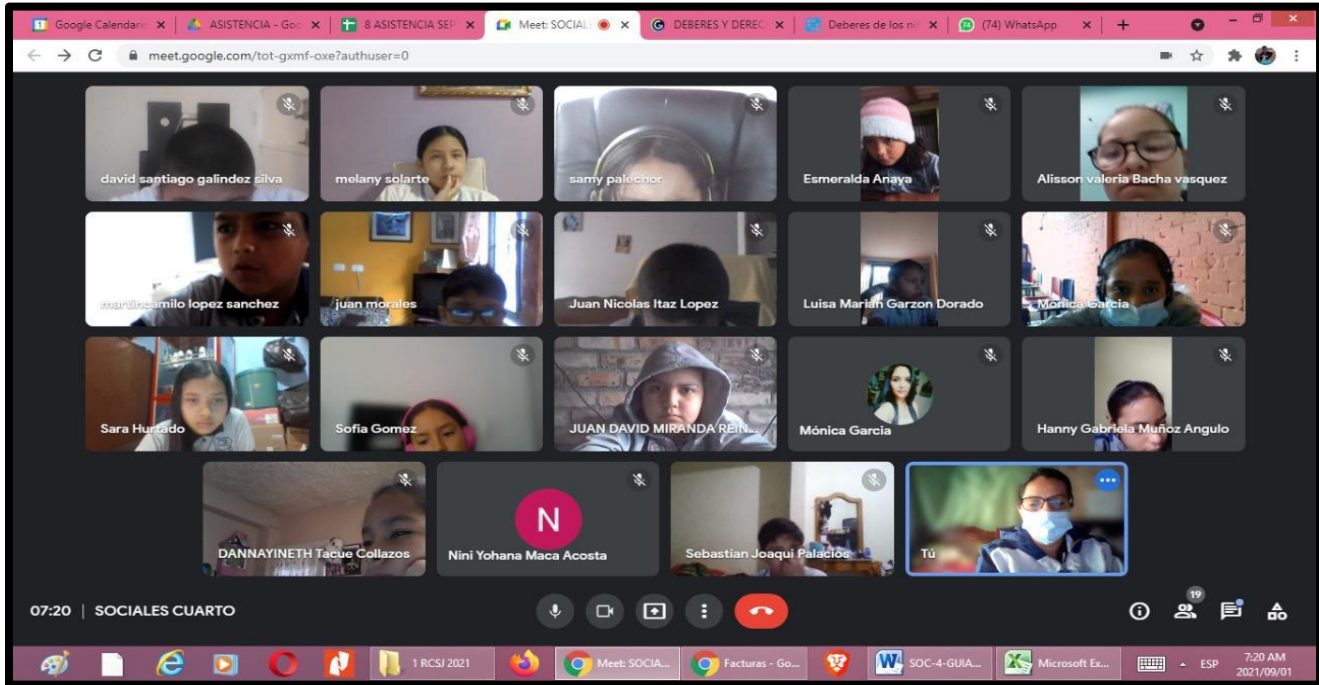 Google Calendar
ASISTENCIA - Goo
8 ASISTENCIA SEP
Meet: SOCIAL
DEBERES Y DEREC
Deberes de los niñ
(74) WhatsApp
meet.google.com/tot-gxmf-oxe?authuser=0
david santiago galindez silva
melany solarte
samy palechor
Esmeralda Anaya
Alisson valeria Bacha vasquez
martincamilo lopez sanchez
juan morales
Juan Nicolas Itaz Lopez
Luisa Marian Garzon Dorado
Mónica Garcia
Sara Hurtado
Sofia Gomez
JUAN DAVID MIRANDA REIN...
Mónica Garcia
Hanny Gabriela Muñoz Angulo
DANNAYINETH Tacue Collazos
N
Nini Yohana Maca Acosta
Sebastian Joaqui Palacios
Tú
07:20 | SOCIALES CUARTO
19
1 RCSJ 2021
Meet: SOCIA...
Facturas - Go...
SOC-4-GUIA...
Microsoft Ex...
ESP
7:20 AM
2021/09/01